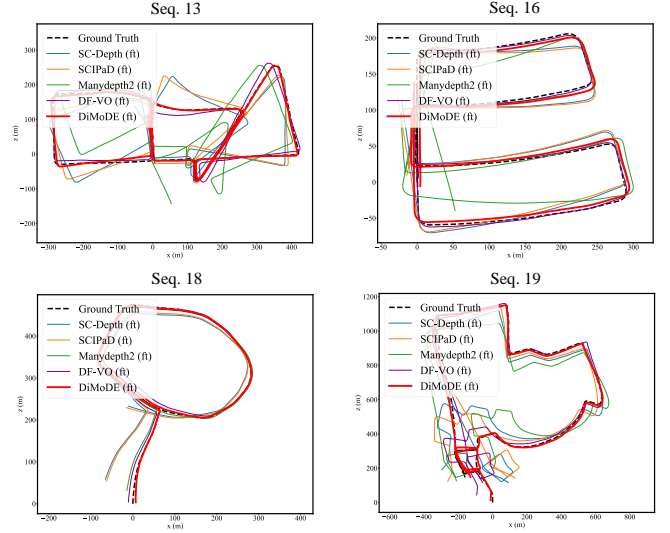 Seq. 13
Seq. 16
Ground Truth
SC-Depth (ft)
SCIPaD (ft)
Manydepth2 (ft)
DF-VO (ft)
DiMoDE (ft)
300
200
100
0
−100
−200
z (m)
−300 −200 −100 0 100 200 300 400
x (m)
Ground Truth
SC-Depth (ft)
SCIPaD (ft)
Manydepth2 (ft)
DF-VO (ft)
DiMoDE (ft)
200
150
100
50
0
−50
z (m)
−50 0 50 100 150 200 250 300
x (m)
Seq. 18
Seq. 19
Ground Truth
SC-Depth (ft)
SCIPaD (ft)
Manydepth2 (ft)
DF-VO (ft)
DiMoDE (ft)
400
300
200
100
0
z (m)
−200 −100 0 100 200 300 400
x (m)
Ground Truth
SC-Depth (ft)
SCIPaD (ft)
Manydepth2 (ft)
DF-VO (ft)
DiMoDE (ft)
1200
1000
800
600
400
200
0
z (m)
−600 −400 −200 0 200 400 600 800
x (m)